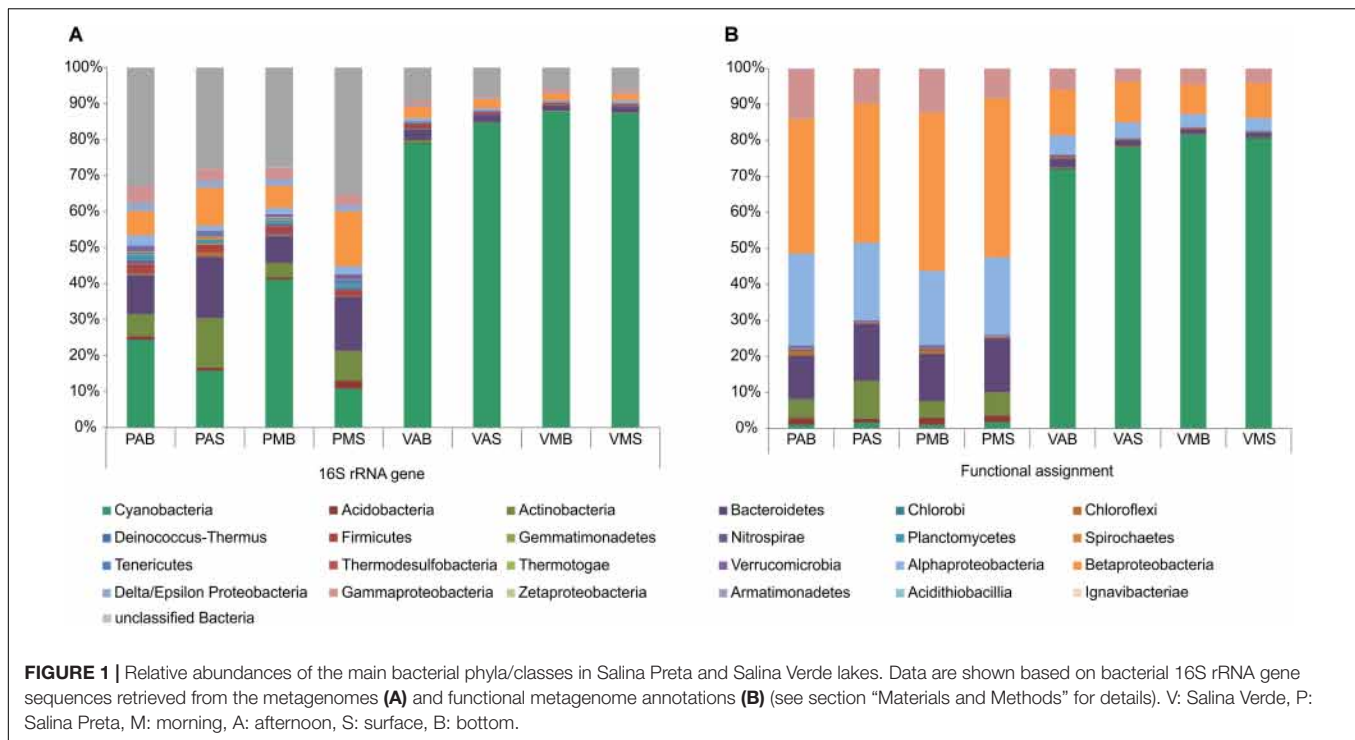 A
100%
90%
80%
70%
60%
50%
40%
30%
20%
10%
0%
PAB PAS PMB PMS VAB VAS VMB VMS
16S rRNA gene
B
100%
90%
80%
70%
60%
50%
40%
30%
20%
10%
0%
PAB PAS PMB PMS VAB VAS VMB VMS
Functional assignment
Cyanobacteria Acidobacteria Actinobacteria Bacteroidetes Chlorobi Chloroflexi
Deinococcus-Thermus Firmicutes Gemmatimonadetes Nitrospirae Planctomycetes Spirochaetes
Tenericutes Thermodesulfobacteria Thermotogae Verrucomicrobia Alphaproteobacteria Betaproteobacteria
Delta/Epsilon Proteobacteria Gammaproteobacteria Zetaproteobacteria Armatimonadetes Acidithiobacillia Ignavibacteriae
unclassified Bacteria
FIGURE 1 | Relative abundances of the main bacterial phyla/classes in Salina Preta and Salina Verde lakes. Data are shown based on bacterial 16S rRNA gene
sequences retrieved from the metagenomes (A) and functional metagenome annotations (B) (see section “Materials and Methods” for details). V: Salina Verde, P:
Salina Preta, M: morning, A: afternoon, S: surface, B: bottom.